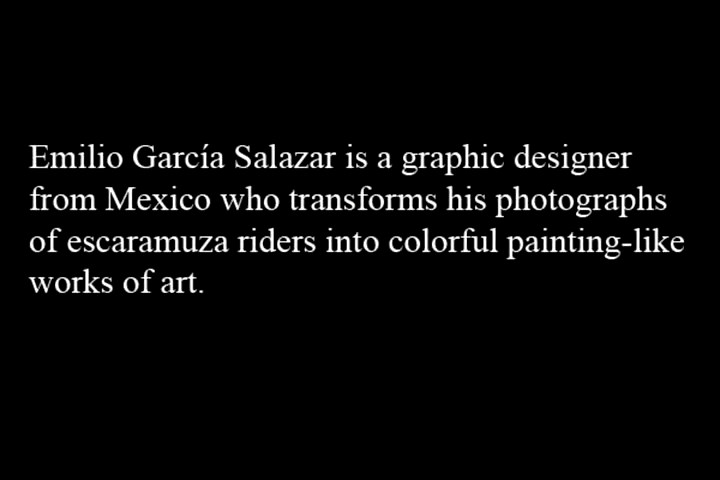 Emilio García Salazar is a graphic designer
from Mexico who transforms his photographs
of escaramuza riders into colorful painting-like
works of art.